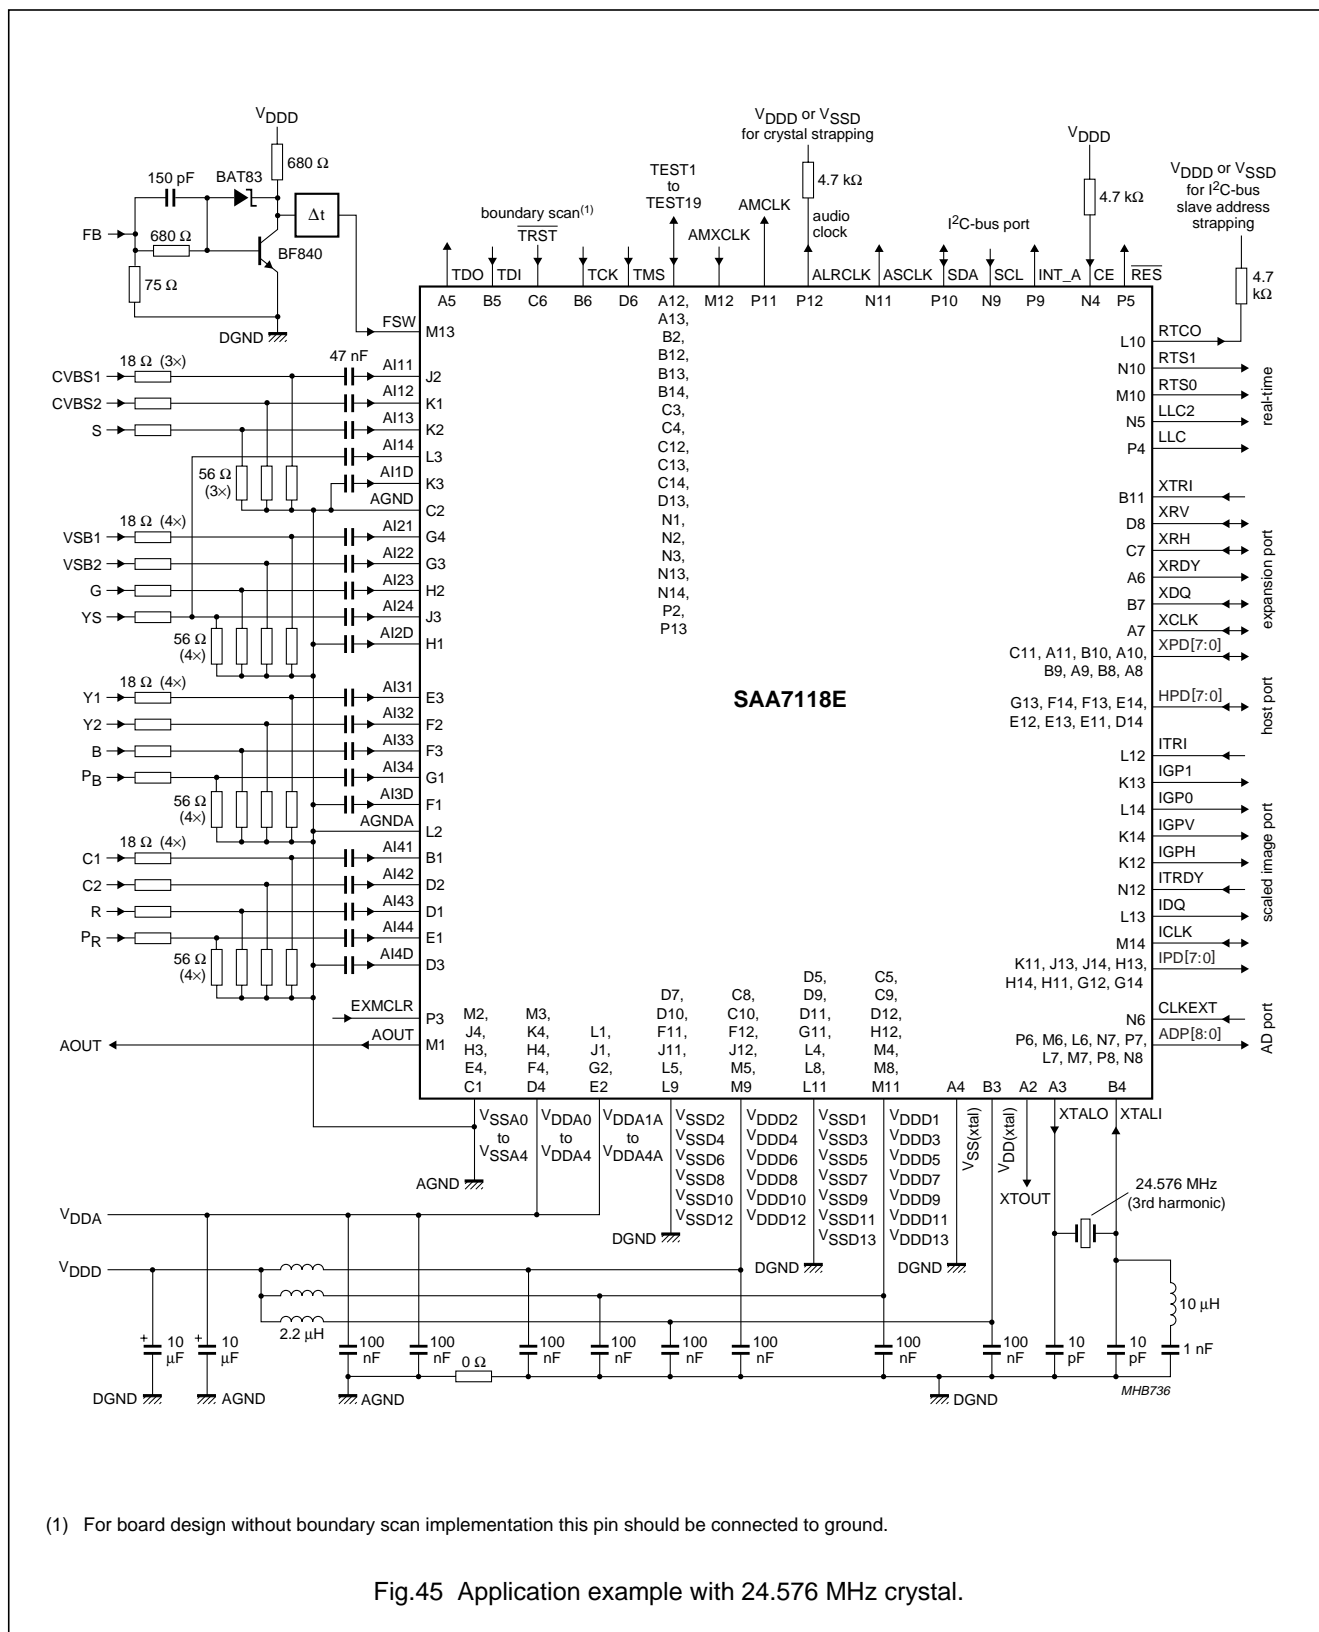 VDDD
680 Ω
150 pF
BAT83
Δt
FB
680 Ω
BF840
75 Ω
DGND
VDDD or VSSD
for crystal strapping
4.7 kΩ
audio
clock
TEST1
to
TEST19
AMCLK
AMXCLK
boundary scan(1)
TRST
I2C-bus port
VDDD
4.7 kΩ
VDDD or VSSD
for I2C-bus
slave address
strapping
4.7
kΩ
TDO
TDI
TCK
TMS
ALRCLK
ASCLK
SDA
SCL
INT_A
CE
RES
A5
B5
C6
B6
D6
A12,
A13,
B2,
B12,
B13,
B14,
C3,
C4,
C12,
C13,
C14,
D13,
N1,
N2,
N3,
N13,
N14,
P2,
P13
M12
P11
P12
N11
P10
N9
P9
N4
P5
FSW
M13
47 nF
CVBS1
18 Ω (3×)
AI11
J2
CVBS2
AI12
K1
S
AI13
K2
AI14
L3
56 Ω
(3×)
AI1D
K3
AGND
C2
VSB1
18 Ω (4×)
AI21
G4
VSB2
AI22
G3
G
AI23
H2
YS
AI24
J3
56 Ω
(4×)
AI2D
H1
Y1
18 Ω (4×)
AI31
E3
Y2
AI32
F2
B
AI33
F3
PB
AI34
G1
56 Ω
(4×)
AI3D
F1
AGNDA
L2
C1
18 Ω (4×)
AI41
B1
C2
AI42
D2
R
AI43
D1
PR
AI44
E1
56 Ω
(4×)
AI4D
D3
EXMCLR
P3
AOUT
AOUT
M1
SAA7118E
L10
RTCO
N10
RTS1
M10
RTS0
N5
LLC2
P4
LLC
real-time
B11
XTRI
D8
XRV
C7
XRH
A6
XRDY
B7
XDQ
A7
XCLK
C11, A11, B10, A10,
B9, A9, B8, A8
XPD[7:0]
expansion port
G13, F14, F13, E14,
E12, E13, E11, D14
HPD[7:0]
host port
L12
ITRI
K13
IGP1
L14
IGP0
K14
IGPV
K12
IGPH
N12
ITRDY
L13
IDQ
M14
ICLK
K11, J13, J14, H13,
H14, H11, G12, G14
IPD[7:0]
scaled image port
N6
CLKEXT
P6, M6, L6, N7, P7,
L7, M7, P8, N8
ADP[8:0]
AD port
M2,
J4,
H3,
E4,
C1
M3,
K4,
H4,
F4,
D4
L1,
J1,
G2,
E2
D7,
D10,
F11,
J11,
L5,
L9
C8,
C10,
F12,
J12,
M5,
M9
D5,
D9,
D11,
G11,
L4,
L8,
L11
C5,
C9,
D12,
H12,
M4,
M8,
M11
A4
B3
A2
A3
B4
VSSA0
to
VSSA4
VDDA0
to
VDDA4
VDDA1A
to
VDDA4A
VSSD2
VSSD4
VSSD6
VSSD8
VSSD10
VSSD12
VDDD2
VDDD4
VDDD6
VDDD8
VDDD10
VDDD12
VSSD1
VSSD3
VSSD5
VSSD7
VSSD9
VSSD11
VSSD13
VDDD1
VDDD3
VDDD5
VDDD7
VDDD9
VDDD11
VDDD13
VSS(xtal)
VDD(xtal)
XTOUT
XTALO
XTALI
24.576 MHz
(3rd harmonic)
AGND
DGND
DGND
DGND
VDDA
VDDD
2.2 μH
10 μH
10
μF
10
μF
100
nF
100
nF
100
nF
100
nF
100
nF
100
nF
100
nF
100
nF
10
pF
10
pF
1 nF
0 Ω
DGND
AGND
AGND
DGND
MHB736
(1) For board design without boundary scan implementation this pin should be connected to ground.
Fig.45 Application example with 24.576 MHz crystal.